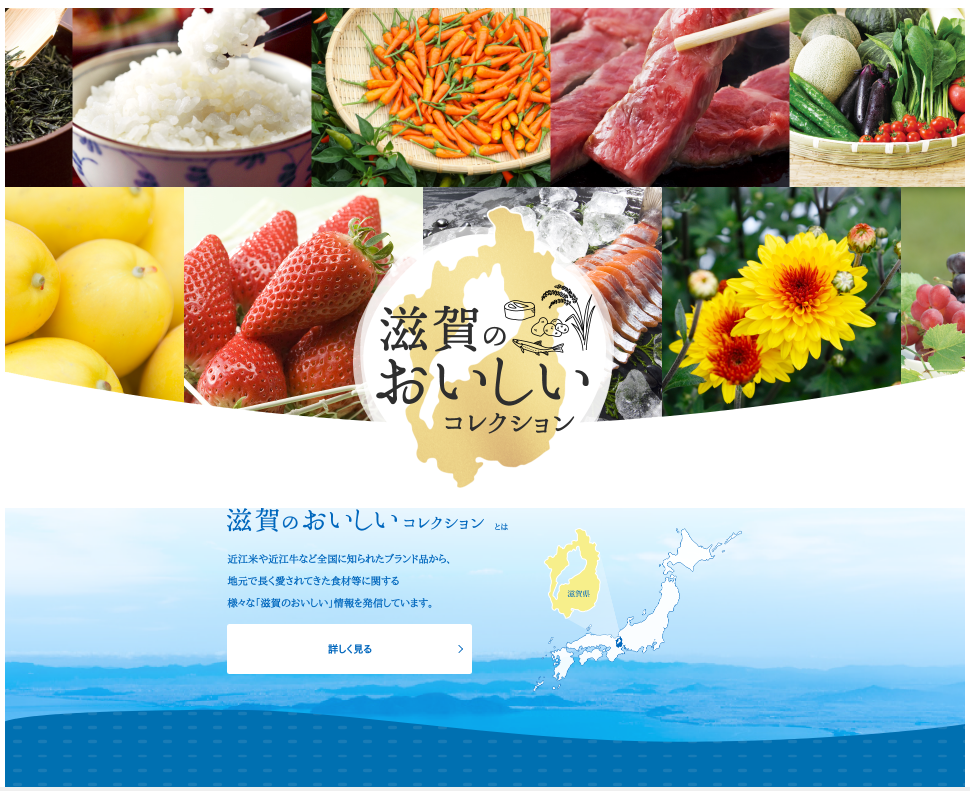 滋賀の
おいしい
コレクション
滋賀のおいしいコレクション とは
近江米や近江牛など全国に知られたブランド品から、
地元で長く愛されてきた食材等に関する
様々な「滋賀のおいしい」情報を発信しています。
詳しく見る
滋賀県